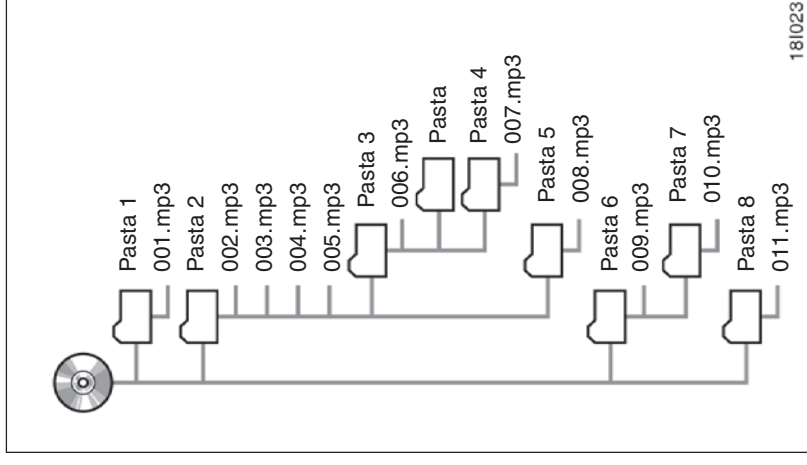 Pasta 1
001.mp3
Pasta 2
002.mp3
003.mp3
004.mp3
005.mp3
Pasta 3
006.mp3
Pasta
Pasta 4
007.mp3
Pasta 5
008.mp3
Pasta 6
009.mp3
Pasta 7
010.mp3
Pasta 8
011.mp3
18I023